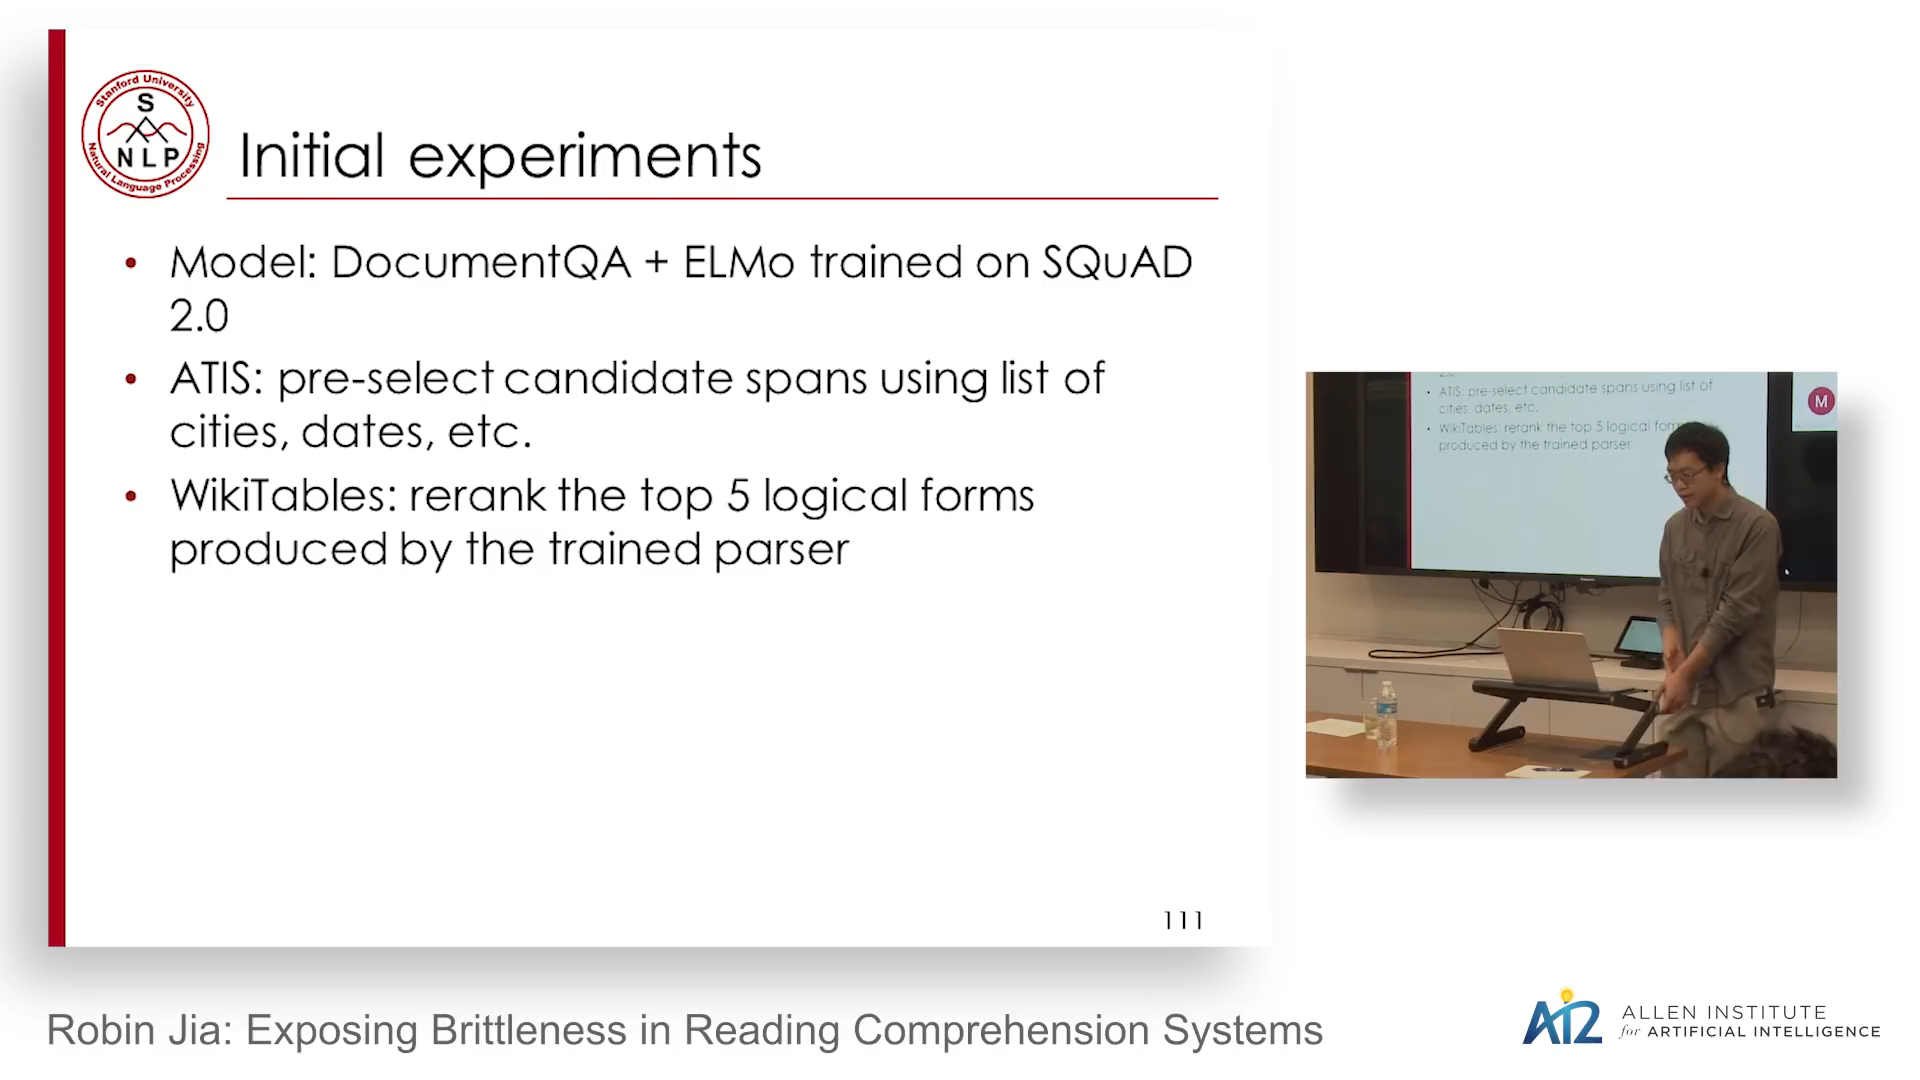 Stanford University
S
NLP
Natural Language Processing
Initial experiments
• Model: DocumentQA + ELMo trained on SQuAD
2.0
• ATIS: pre-select candidate spans using list of
cities, dates, etc.
• WikiTables: rerank the top 5 logical forms
produced by the trained parser
111
• ATIS: pre-select candidate spans using list of
cities, dates, etc.
• WikiTables: rerank the top 5 logical
produced by the trained parser
M
Robin Jia: Exposing Brittleness in Reading Comprehension Systems
AI2
ALLEN INSTITUTE
for ARTIFICIAL INTELLIGENCE